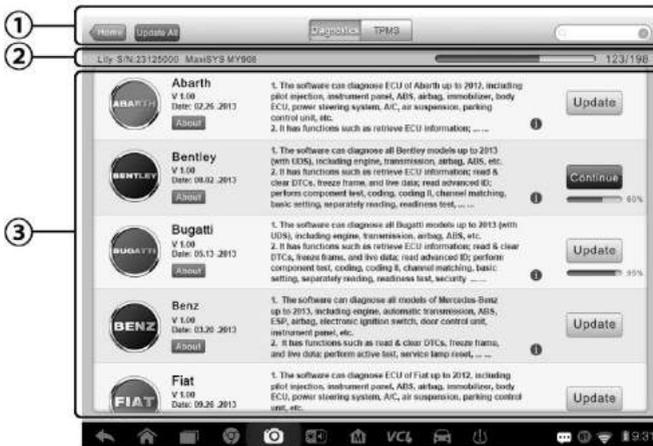 1
Home Update All Diagnostics TPMS
2
Lily S/N:23125000 MaxiSYS MY908 123/198
3
ABARTH
Abarth
V 1.00
Date: 02.26 .2013
About
1. The software can diagnose ECU of Abarth up to 2012, including
pilot injection, instrument panel, ABS, airbag, immobilizer, body
ECU, power steering system, A/C, air suspension, parking
control unit, etc.
2. It has functions such as retrieve ECU information; ... ...
Update
BENTLEY
Bentley
V 1.00
Date: 08.02 .2013
About
1. The software can diagnose all Bentley models up to 2013
(with UDS), including engine, transmission, airbag, ABS, etc.
2. It has functions such as retrieve ECU information; read &
clear DTCs, freeze frame, and live data; read advanced ID;
perform component test, coding, coding II, channel matching,
basic setting, separately reading, readiness test, ... ...
Continue
60%
BUGATTI
Bugatti
V 1.00
Date: 05.13 .2013
About
1. The software can diagnose all Bugatti models up to 2013 (with
UDS), including engine, transmission, airbag, ABS, etc.
2. It has functions such as retrieve ECU information; read & clear
DTCs, freeze frame, and live data; read advanced ID; perform
component test, coding, coding II, channel matching, basic
setting, separately reading, readiness test, security ... ...
Update
95%
BENZ
Benz
V 1.00
Date: 03.20 .2013
About
1. The software can diagnose all models of Mercedes-Benz
up to 2013, including engine, automatic transmission, ABS,
ESP, airbag, electronic ignition switch, door control unit,
instrument panel, etc.
2. It has functions such as read & clear DTCs, freeze frame,
and live data; perform active test, service lamp reset, ... ...
Update
FIAT
Fiat
V 1.00
Date: 09.26 .2013
1. The software can diagnose ECU of Fiat up to 2012, including
pilot injection, instrument panel, ABS, airbag, immobilizer, body
ECU, power steering system, A/C, air suspension, parking control
unit, etc.
Update
VCI 9:31